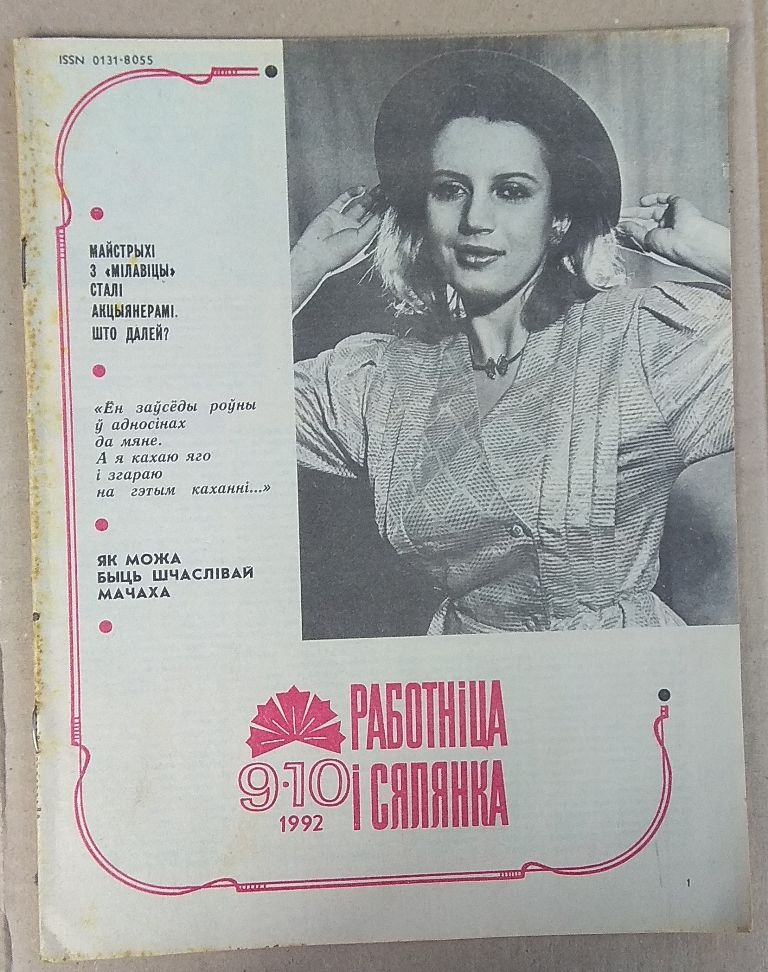 ISSN 0131-8055
МАЙСТРЫХІ
З «МІЛАВІЦЫ»
СТАЛІ
АКЦЫЯНЕРАМІ.
ШТО ДАЛЕЙ?
«Ён заўсёды роўны
ў адносінах
да мяне.
А я кахаю яго
і згараю
на гэтым каханні...»
ЯК МОЖА
БЫЦЬ ШЧАСЛІВАЙ
МАЧАХА
РАБОТНІЦА
І СЯЛЯНКА
9·10
1992
1